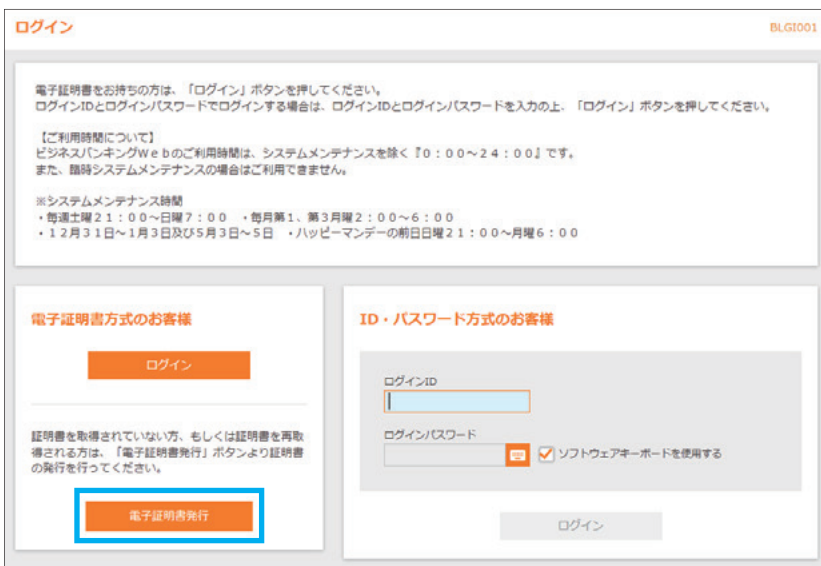 ログイン
BLGI001
電子証明書をお持ちの方は、「ログイン」ボタンを押してください。
ログインIDとログインパスワードでログインする場合は、ログインIDとログインパスワードを入力の上、「ログイン」ボタンを押してください。
【ご利用時間について】
ビジネスバンキングWebのご利用時間は、システムメンテナンスを除く『0:00～24:00』です。
また、臨時システムメンテナンスの場合はご利用できません。
※システムメンテナンス時間
・毎週土曜21:00～日曜7:00 ・毎月第1、第3月曜2:00～6:00
・12月31日～1月3日及び5月3日～5日 ・ハッピーマンデーの前日日曜21:00～月曜6:00
電子証明書方式のお客様
ログイン
証明書を取得されていない方、もしくは証明書を再取
得される方は、「電子証明書発行」ボタンより証明書
の発行を行ってください。
電子証明書発行
ID・パスワード方式のお客様
ログインID
ログインパスワード
ソフトウェアキーボードを使用する
ログイン